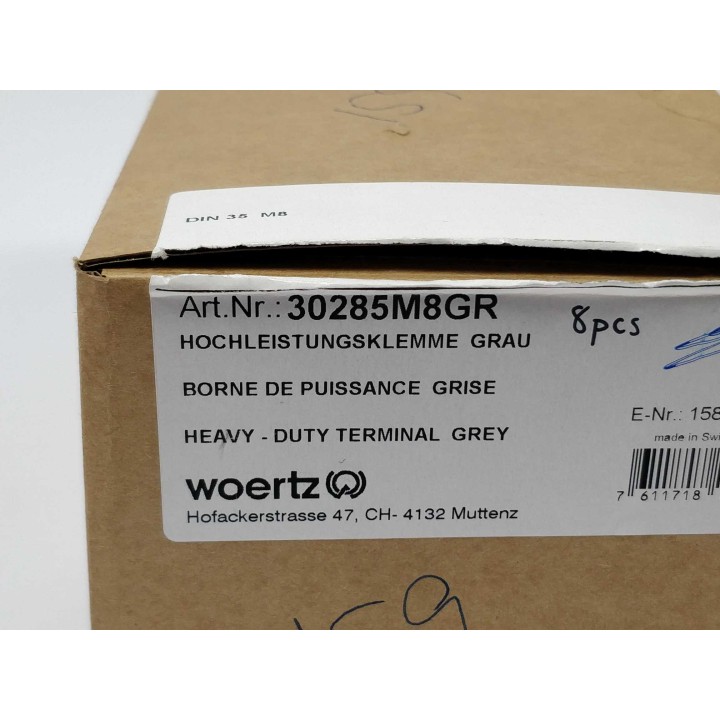 DIN 35 M8
Art.Nr.: 30285M8GR
8pcs
HOCHLEISTUNGSKLEMME GRAU
BORNE DE PUISSANCE GRISE
HEAVY - DUTY TERMINAL GREY
E-Nr.: 158
made in Swi
woertz
7 611718
Hofackerstrasse 47, CH- 4132 Muttenz